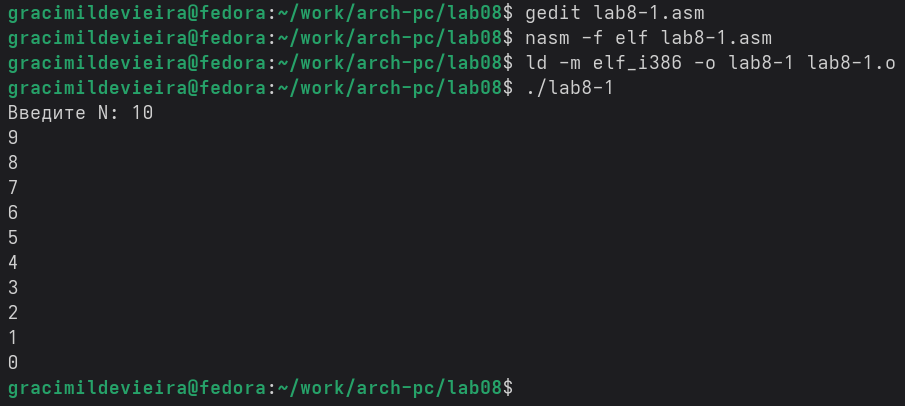 gracimildevieira@fedora:~/work/arch-pc/lab08$ gedit lab8-1.asm
gracimildevieira@fedora:~/work/arch-pc/lab08$ nasm -f elf lab8-1.asm
gracimildevieira@fedora:~/work/arch-pc/lab08$ ld -m elf_i386 -o lab8-1 lab8-1.o
gracimildevieira@fedora:~/work/arch-pc/lab08$ ./lab8-1
Введите N: 10
9
8
7
6
5
4
3
2
1
0
gracimildevieira@fedora:~/work/arch-pc/lab08$